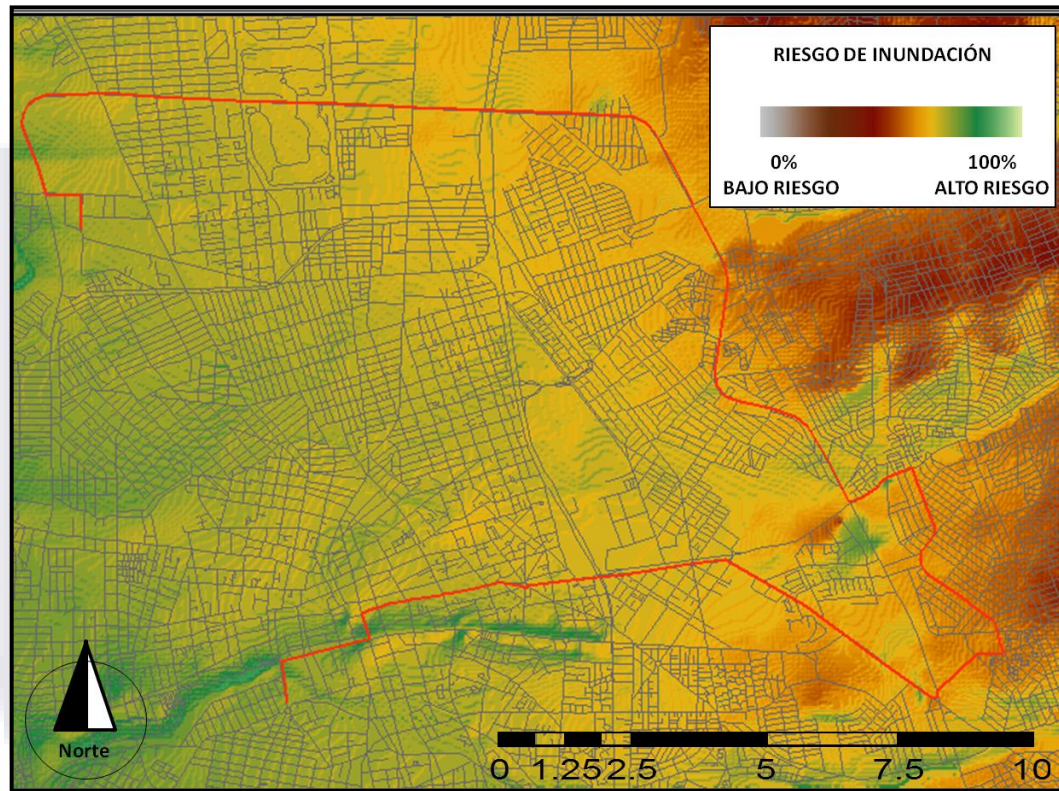 RIESGO DE INUNDACIÓN
0% 100%
BAJO RIESGO ALTO RIESGO
Norte
0 1.25 2.5 5 7.5 10